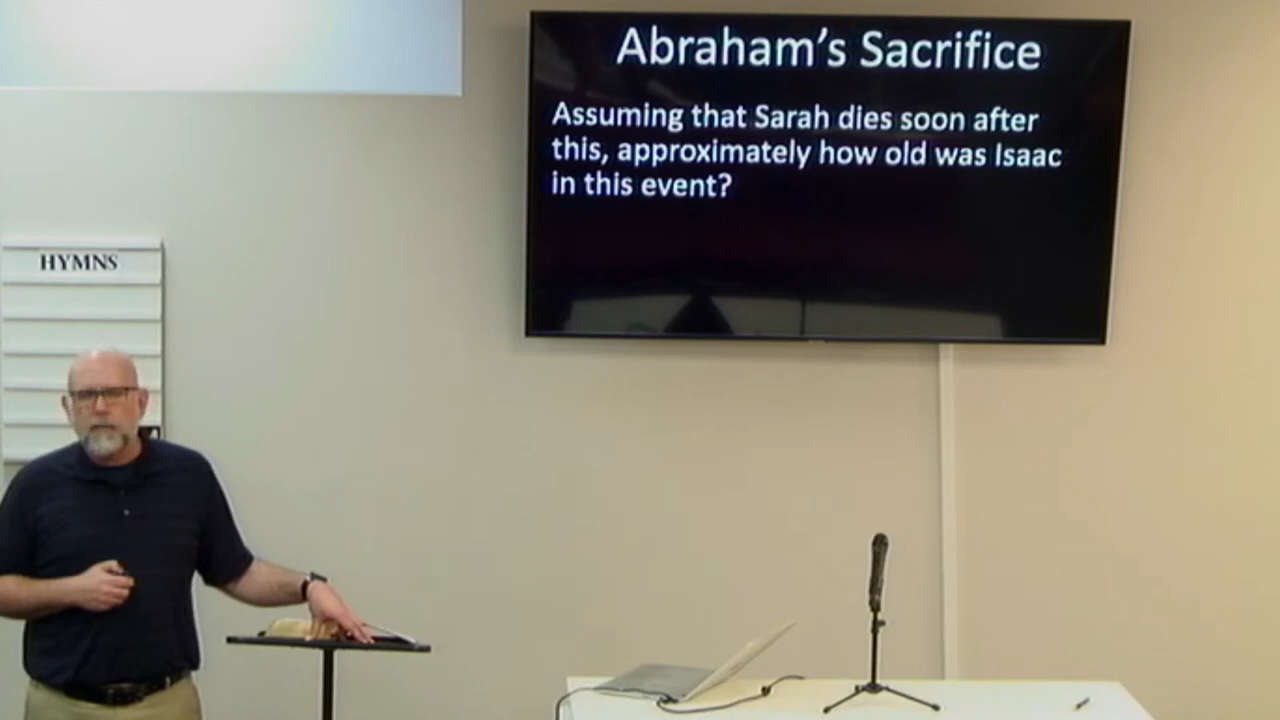 Abraham's Sacrifice
Assuming that Sarah dies soon after
this, approximately how old was Isaac
in this event?
HYMNS